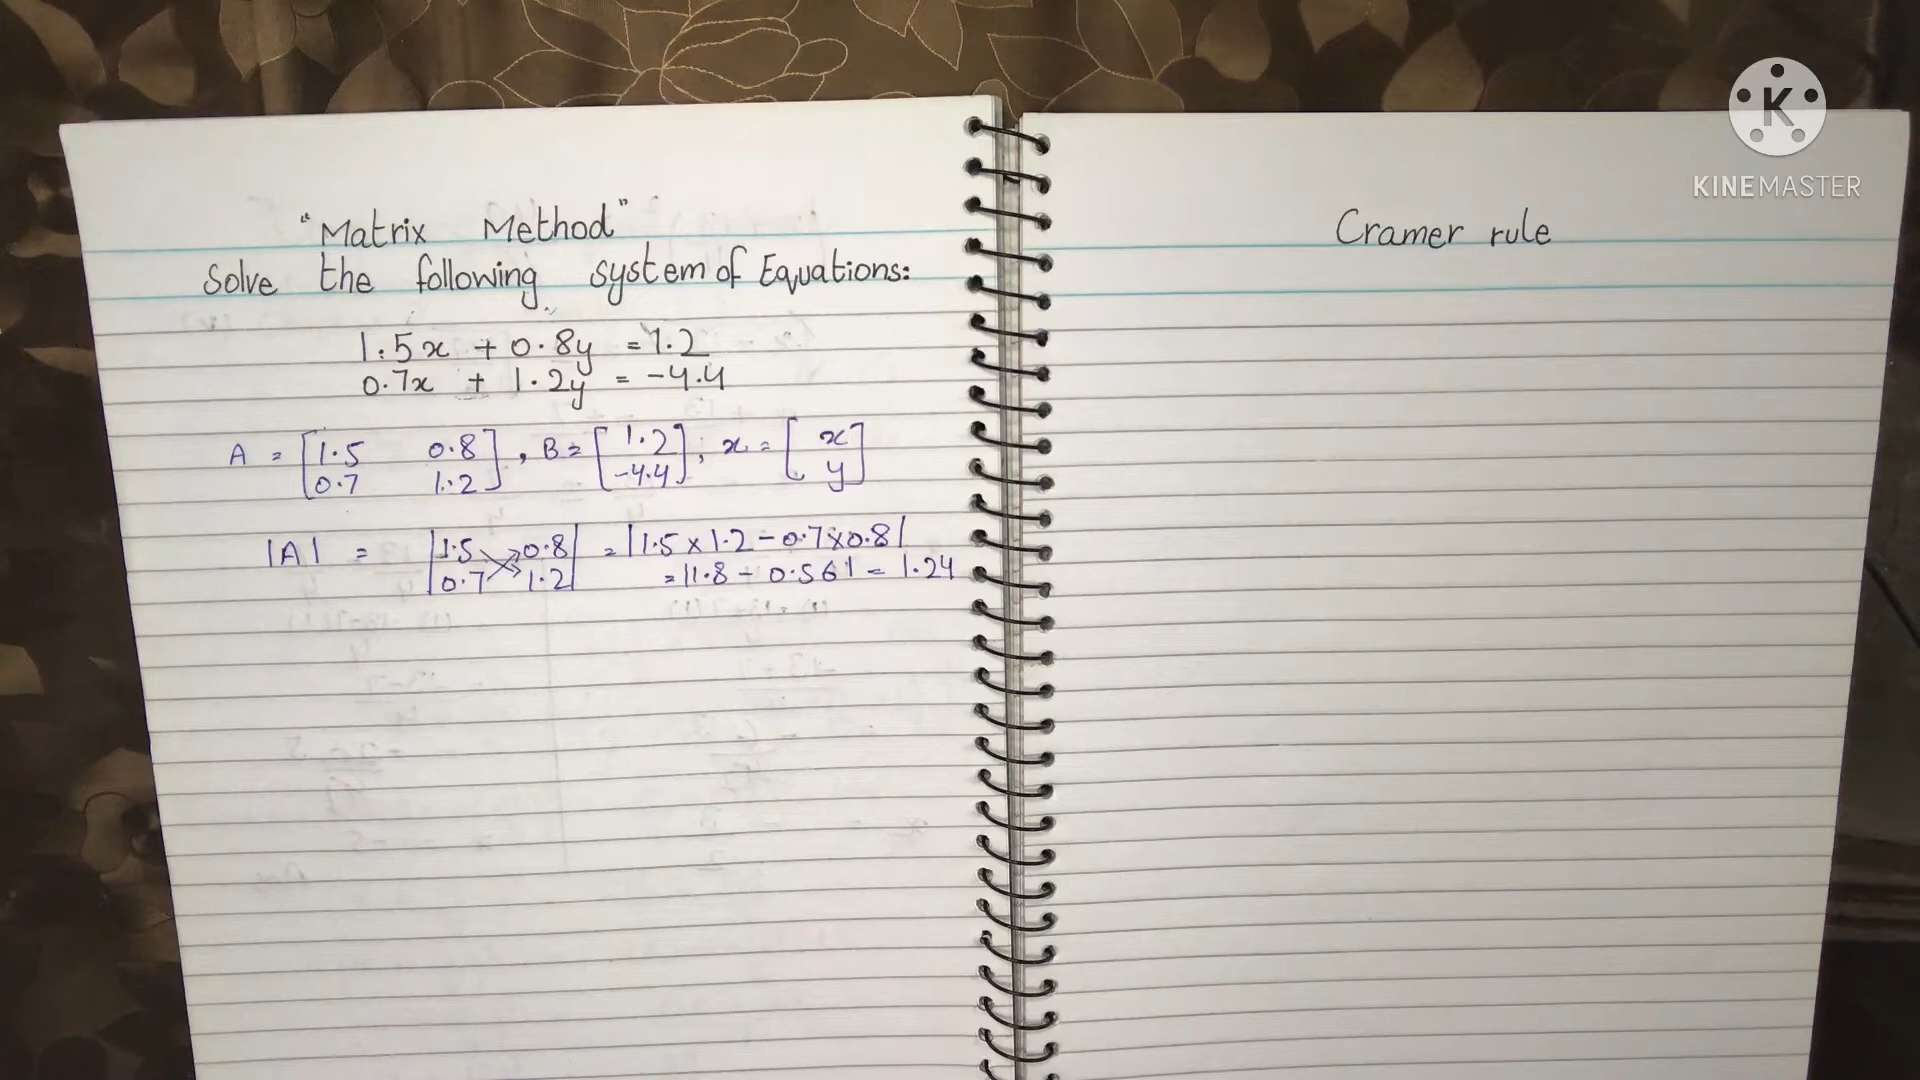 "Matrix Method"
Solve the following system of Equations:
1.5x + 0.8y = 1.2
0.7x + 1.2y = -4.4
A = [1.5 0.8], B = [1.2]; x = [x]
0.7 1.2 -4.4 y
|A| = |1.5 0.8| = |1.5 × 1.2 - 0.7 × 0.8|
0.7 1.2 = |1.8 - 0.56| = 1.24
Cramer rule
K
KINEMASTER